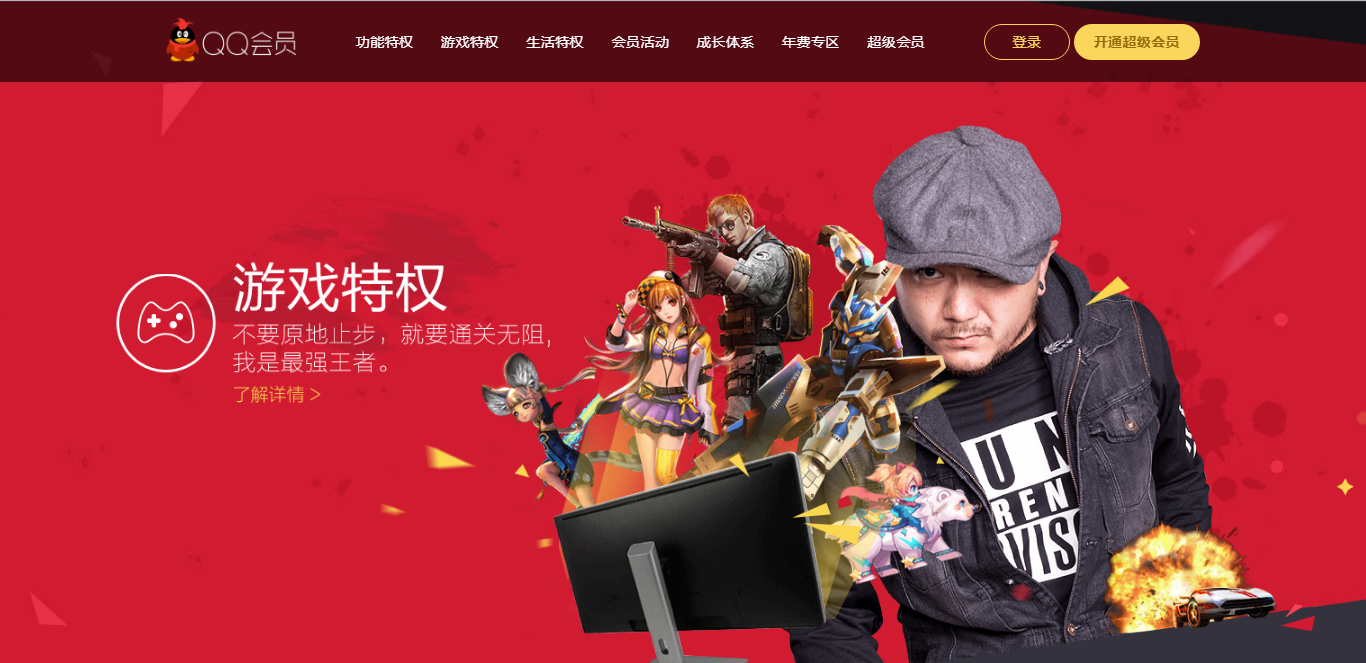 QQ会员
功能特权 游戏特权 生活特权 会员活动 成长体系 年费专区 超级会员
登录 开通超级会员
游戏特权
不要原地止步，就要通关无阻，
我是最强王者。
了解详情 >
UN
REN
VISO